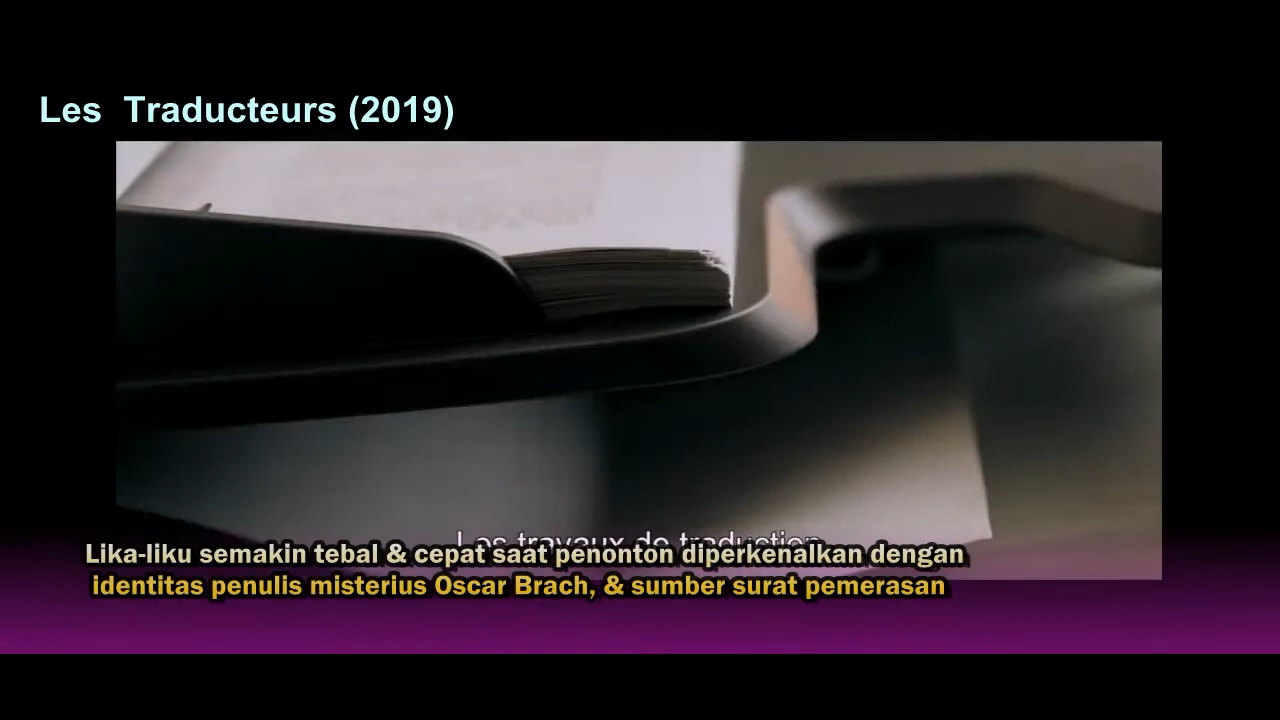 Les Traducteurs (2019)
Les travaux de traduction
Lika-liku semakin tebal & cepat saat penonton diperkenalkan dengan
identitas penulis misterius Oscar Brach, & sumber surat pemerasan